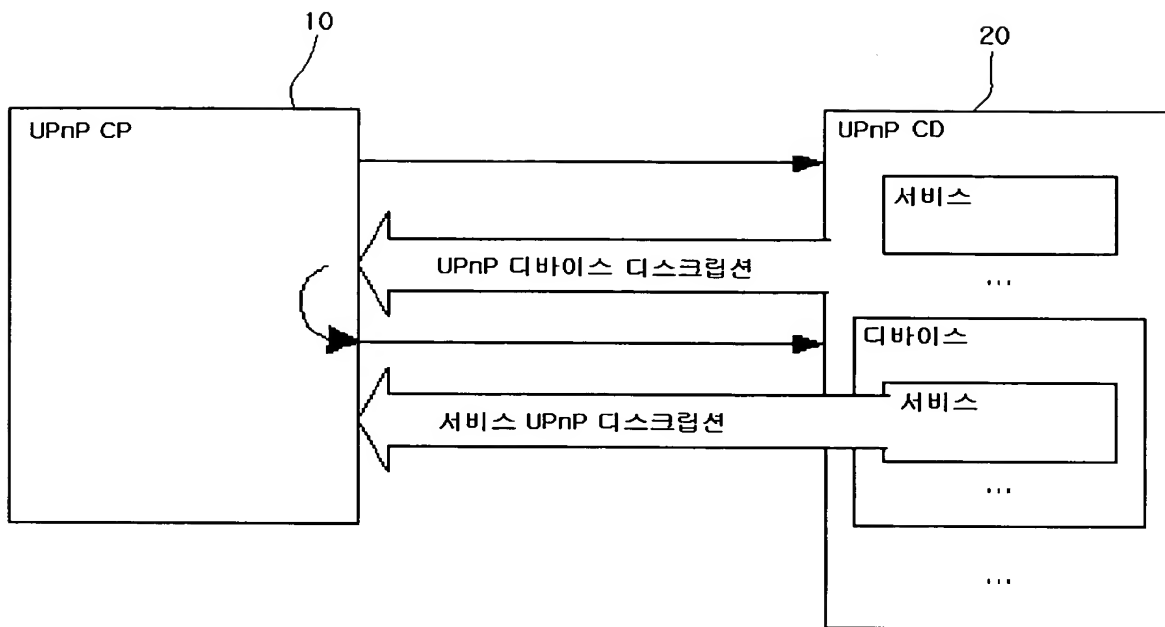 10
20
UPnP CP
UPnP CD
서비스
UPnP 디바이스 디스크립션
...
디바이스
서비스
서비스 UPnP 디스크립션
...
...